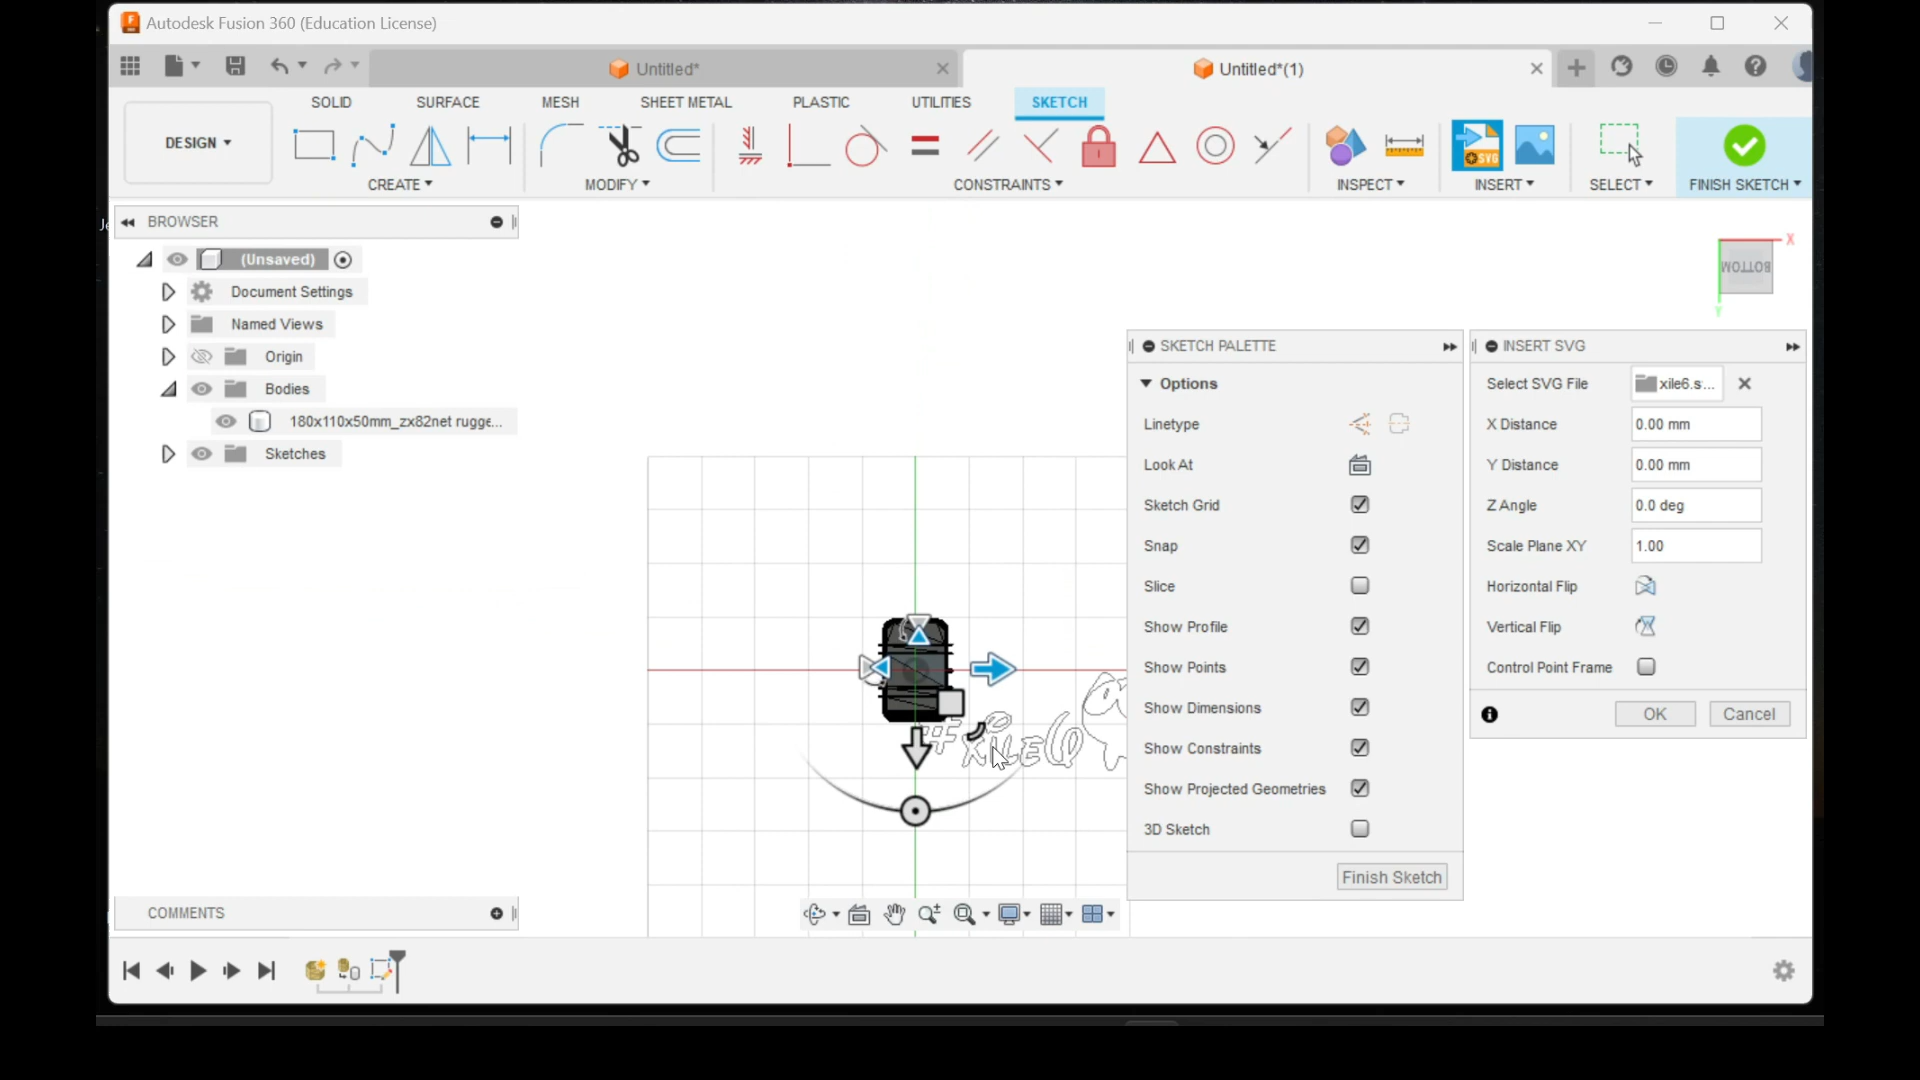 Autodesk Fusion 360 (Education License)
Untitled*
Untitled*(1)
SOLID
SURFACE
MESH
SHEET METAL
PLASTIC
UTILITIES
SKETCH
DESIGN
CREATE
MODIFY
CONSTRAINTS
INSPECT
SVG
INSERT
SELECT
FINISH SKETCH
BROWSER
(Unsaved)
Document Settings
Named Views
Origin
Bodies
180x110x50mm_zx82net rugge...
Sketches
X
BOTTOM
Y
SKETCH PALETTE
Options
Linetype
Look At
Sketch Grid
Snap
Slice
Show Profile
Show Points
Show Dimensions
Show Constraints
Show Projected Geometries
3D Sketch
Finish Sketch
INSERT SVG
Select SVG File
xile6.s...
X Distance
0.00 mm
Y Distance
0.00 mm
Z Angle
0.0 deg
Scale Plane XY
1.00
Horizontal Flip
Vertical Flip
Control Point Frame
OK
Cancel
COMMENTS